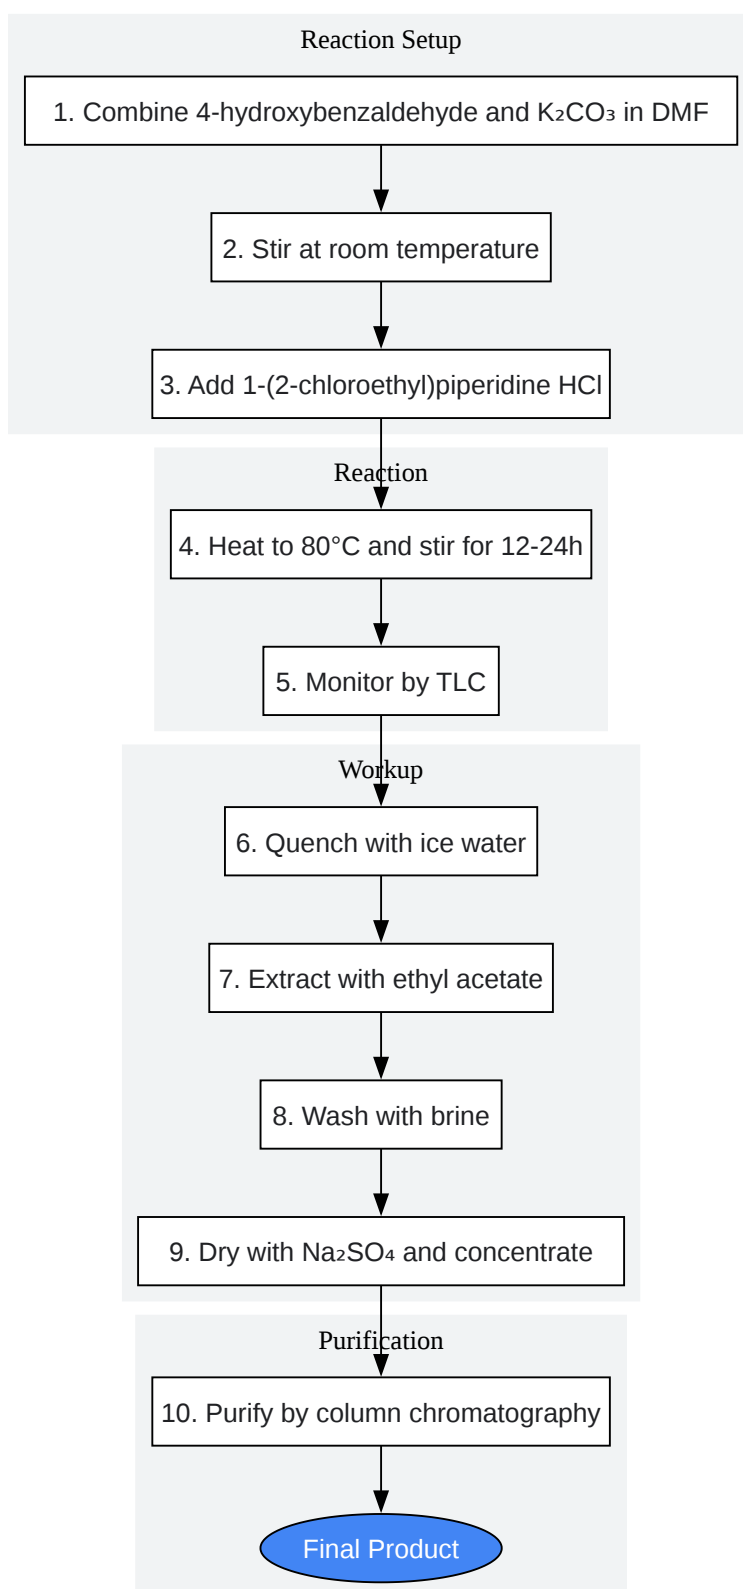 Reaction Setup
1. Combine 4-hydroxybenzaldehyde and K₂CO₃ in DMF
2. Stir at room temperature
3. Add 1-(2-chloroethyl)piperidine HCl
Reaction
4. Heat to 80°C and stir for 12-24h
5. Monitor by TLC
Workup
6. Quench with ice water
7. Extract with ethyl acetate
8. Wash with brine
9. Dry with Na₂SO₄ and concentrate
Purification
10. Purify by column chromatography
Final Product